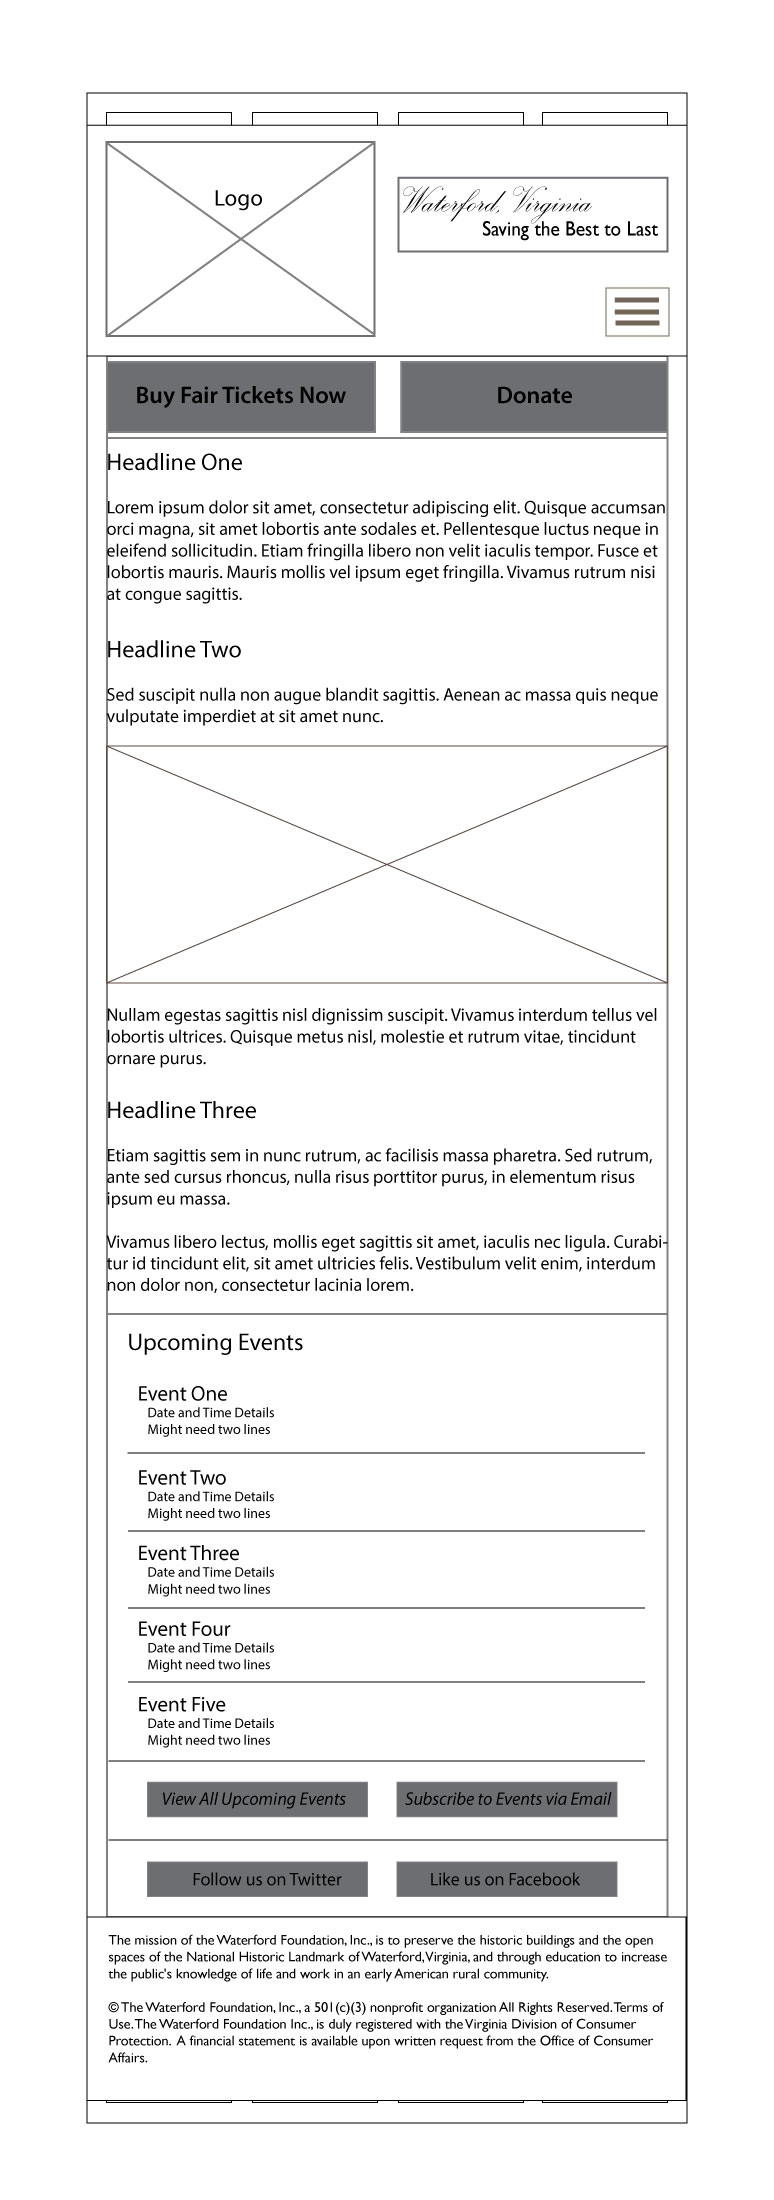 Logo
Waterford, Virginia
Saving the Best to Last
Buy Fair Tickets Now
Donate
Headline One
Lorem ipsum dolor sit amet, consectetur adipiscing elit. Quisque accumsan
orci magna, sit amet lobortis ante sodales et. Pellentesque luctus neque in
eleifend sollicitudin. Etiam fringilla libero non velit iaculis tempor. Fusce et
lobortis mauris. Mauris mollis vel ipsum eget fringilla. Vivamus rutrum nisi
at congue sagittis.
Headline Two
Sed suscipit nulla non augue blandit sagittis. Aenean ac massa quis neque
vulputate imperdiet at sit amet nunc.
Nullam egestas sagittis nisl dignissim suscipit. Vivamus interdum tellus vel
lobortis ultrices. Quisque metus nisl, molestie et rutrum vitae, tincidunt
ornare purus.
Headline Three
Etiam sagittis sem in nunc rutrum, ac facilisis massa pharetra. Sed rutrum,
ante sed cursus rhoncus, nulla risus porttitor purus, in elementum risus
ipsum eu massa.
Vivamus libero lectus, mollis eget sagittis sit amet, iaculis nec ligula. Curabi-
tur id tincidunt elit, sit amet ultricies felis. Vestibulum velit enim, interdum
non dolor non, consectetur lacinia lorem.
Upcoming Events
Event One
Date and Time Details
Might need two lines
Event Two
Date and Time Details
Might need two lines
Event Three
Date and Time Details
Might need two lines
Event Four
Date and Time Details
Might need two lines
Event Five
Date and Time Details
Might need two lines
View All Upcoming Events
Subscribe to Events via Email
Follow us on Twitter
Like us on Facebook
The mission of the Waterford Foundation, Inc., is to preserve the historic buildings and the open
spaces of the National Historic Landmark of Waterford, Virginia, and through education to increase
the public's knowledge of life and work in an early American rural community.
© The Waterford Foundation, Inc., a 501(c)(3) nonprofit organization All Rights Reserved. Terms of
Use. The Waterford Foundation Inc., is duly registered with the Virginia Division of Consumer
Protection. A financial statement is available upon written request from the Office of Consumer
Affairs.